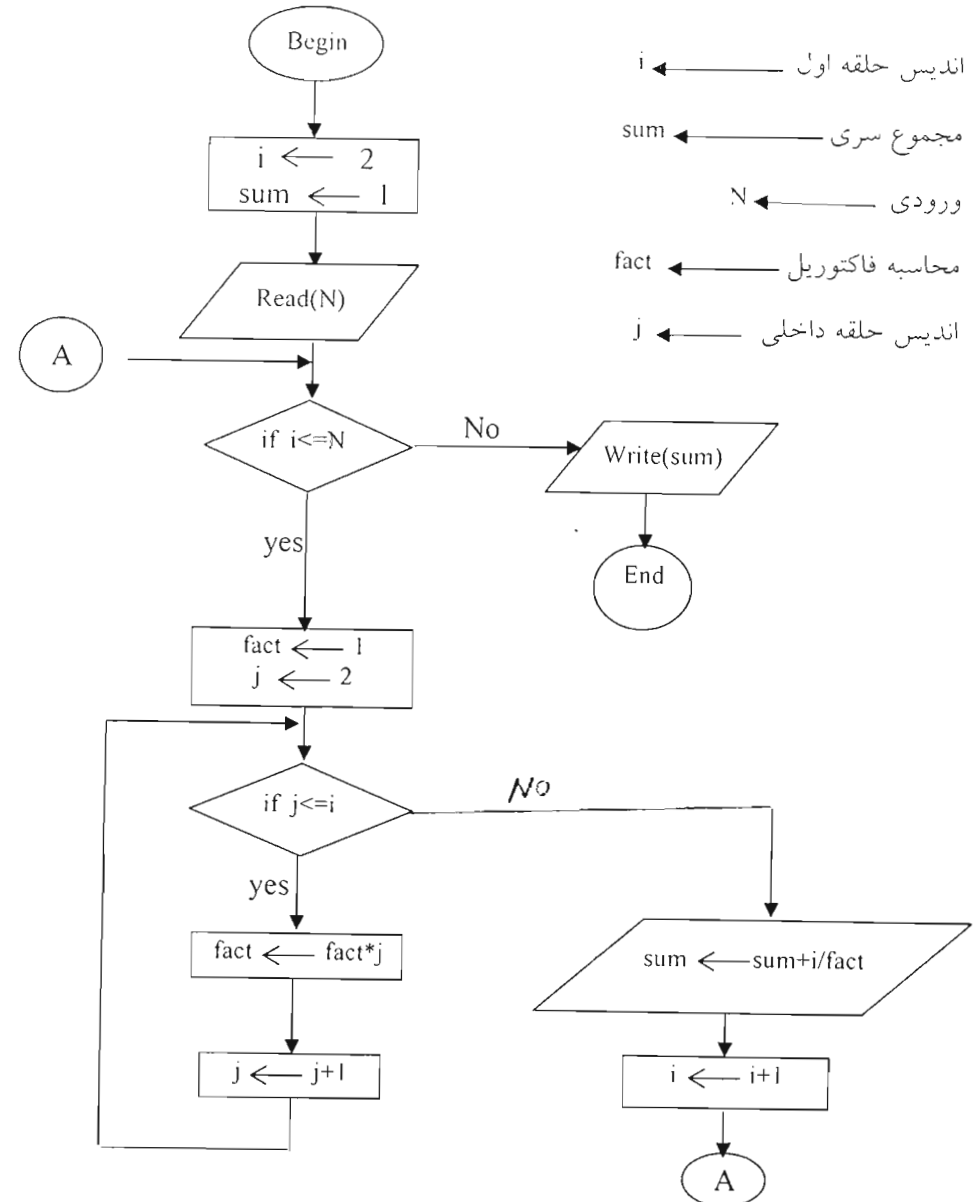 Begin
i ← 2
sum ← 1
Read(N)
A
if i<=N
No
Write(sum)
End
yes
fact ← 1
j ← 2
if j<=i
No
yes
fact ← fact*j
j ← j+1
sum ← sum+i/fact
i ← i+1
A
اندیس حلقه اول ← i
مجموع سری ← sum
ورودی ← N
محاسبه فاکتوریل ← fact
اندیس حلقه داخلی ← j